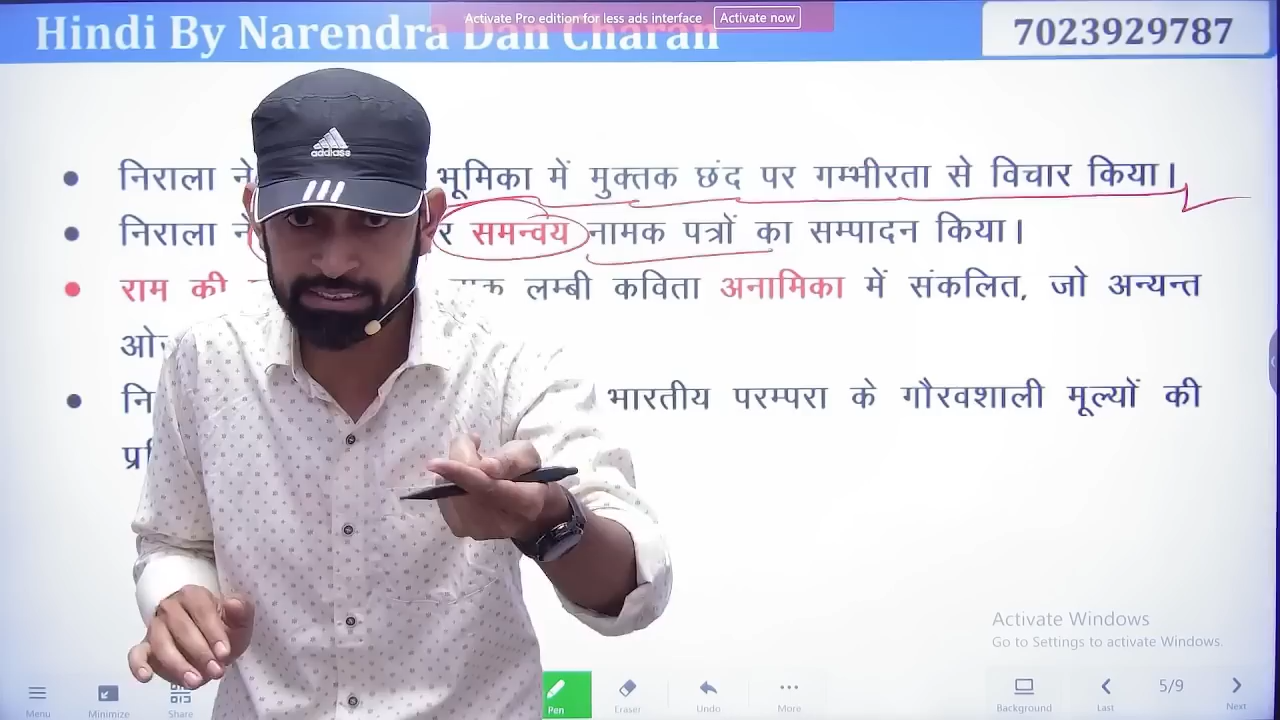 Activate Pro edition for less ads interface Activate now
Hindi By Narendra Dan Charan 7023929787
adidass
निराला ने भूमिका में मुक्तक छंद पर गम्भीरता से विचार किया।
निराला समन्वय नामक पत्रों का सम्पादन किया।
राम की लम्बी कविता अनामिका में संकलित, जो अन्यन्त
भारतीय परम्परा के गौरवशाली मूल्यों की
Activate Windows
Go to Settings to activate Windows.
Menu Minimize Share Pen Eraser Undo More Background Last 5/9 Next